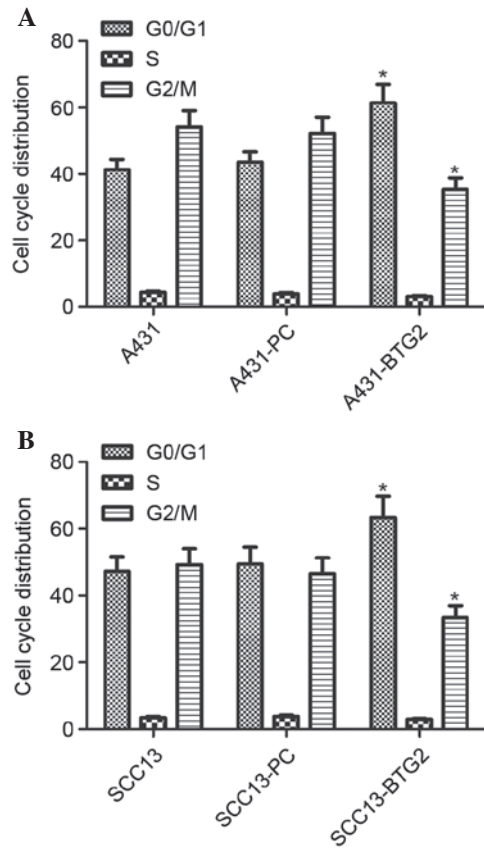 A
G0/G1
S
G2/M
Cell cycle distribution
80
60
40
20
0
*
*
A431
A431-PC
A431-BTG2
B
G0/G1
S
G2/M
Cell cycle distribution
80
60
40
20
0
*
*
SCC13
SCC13-PC
SCC13-BTG2